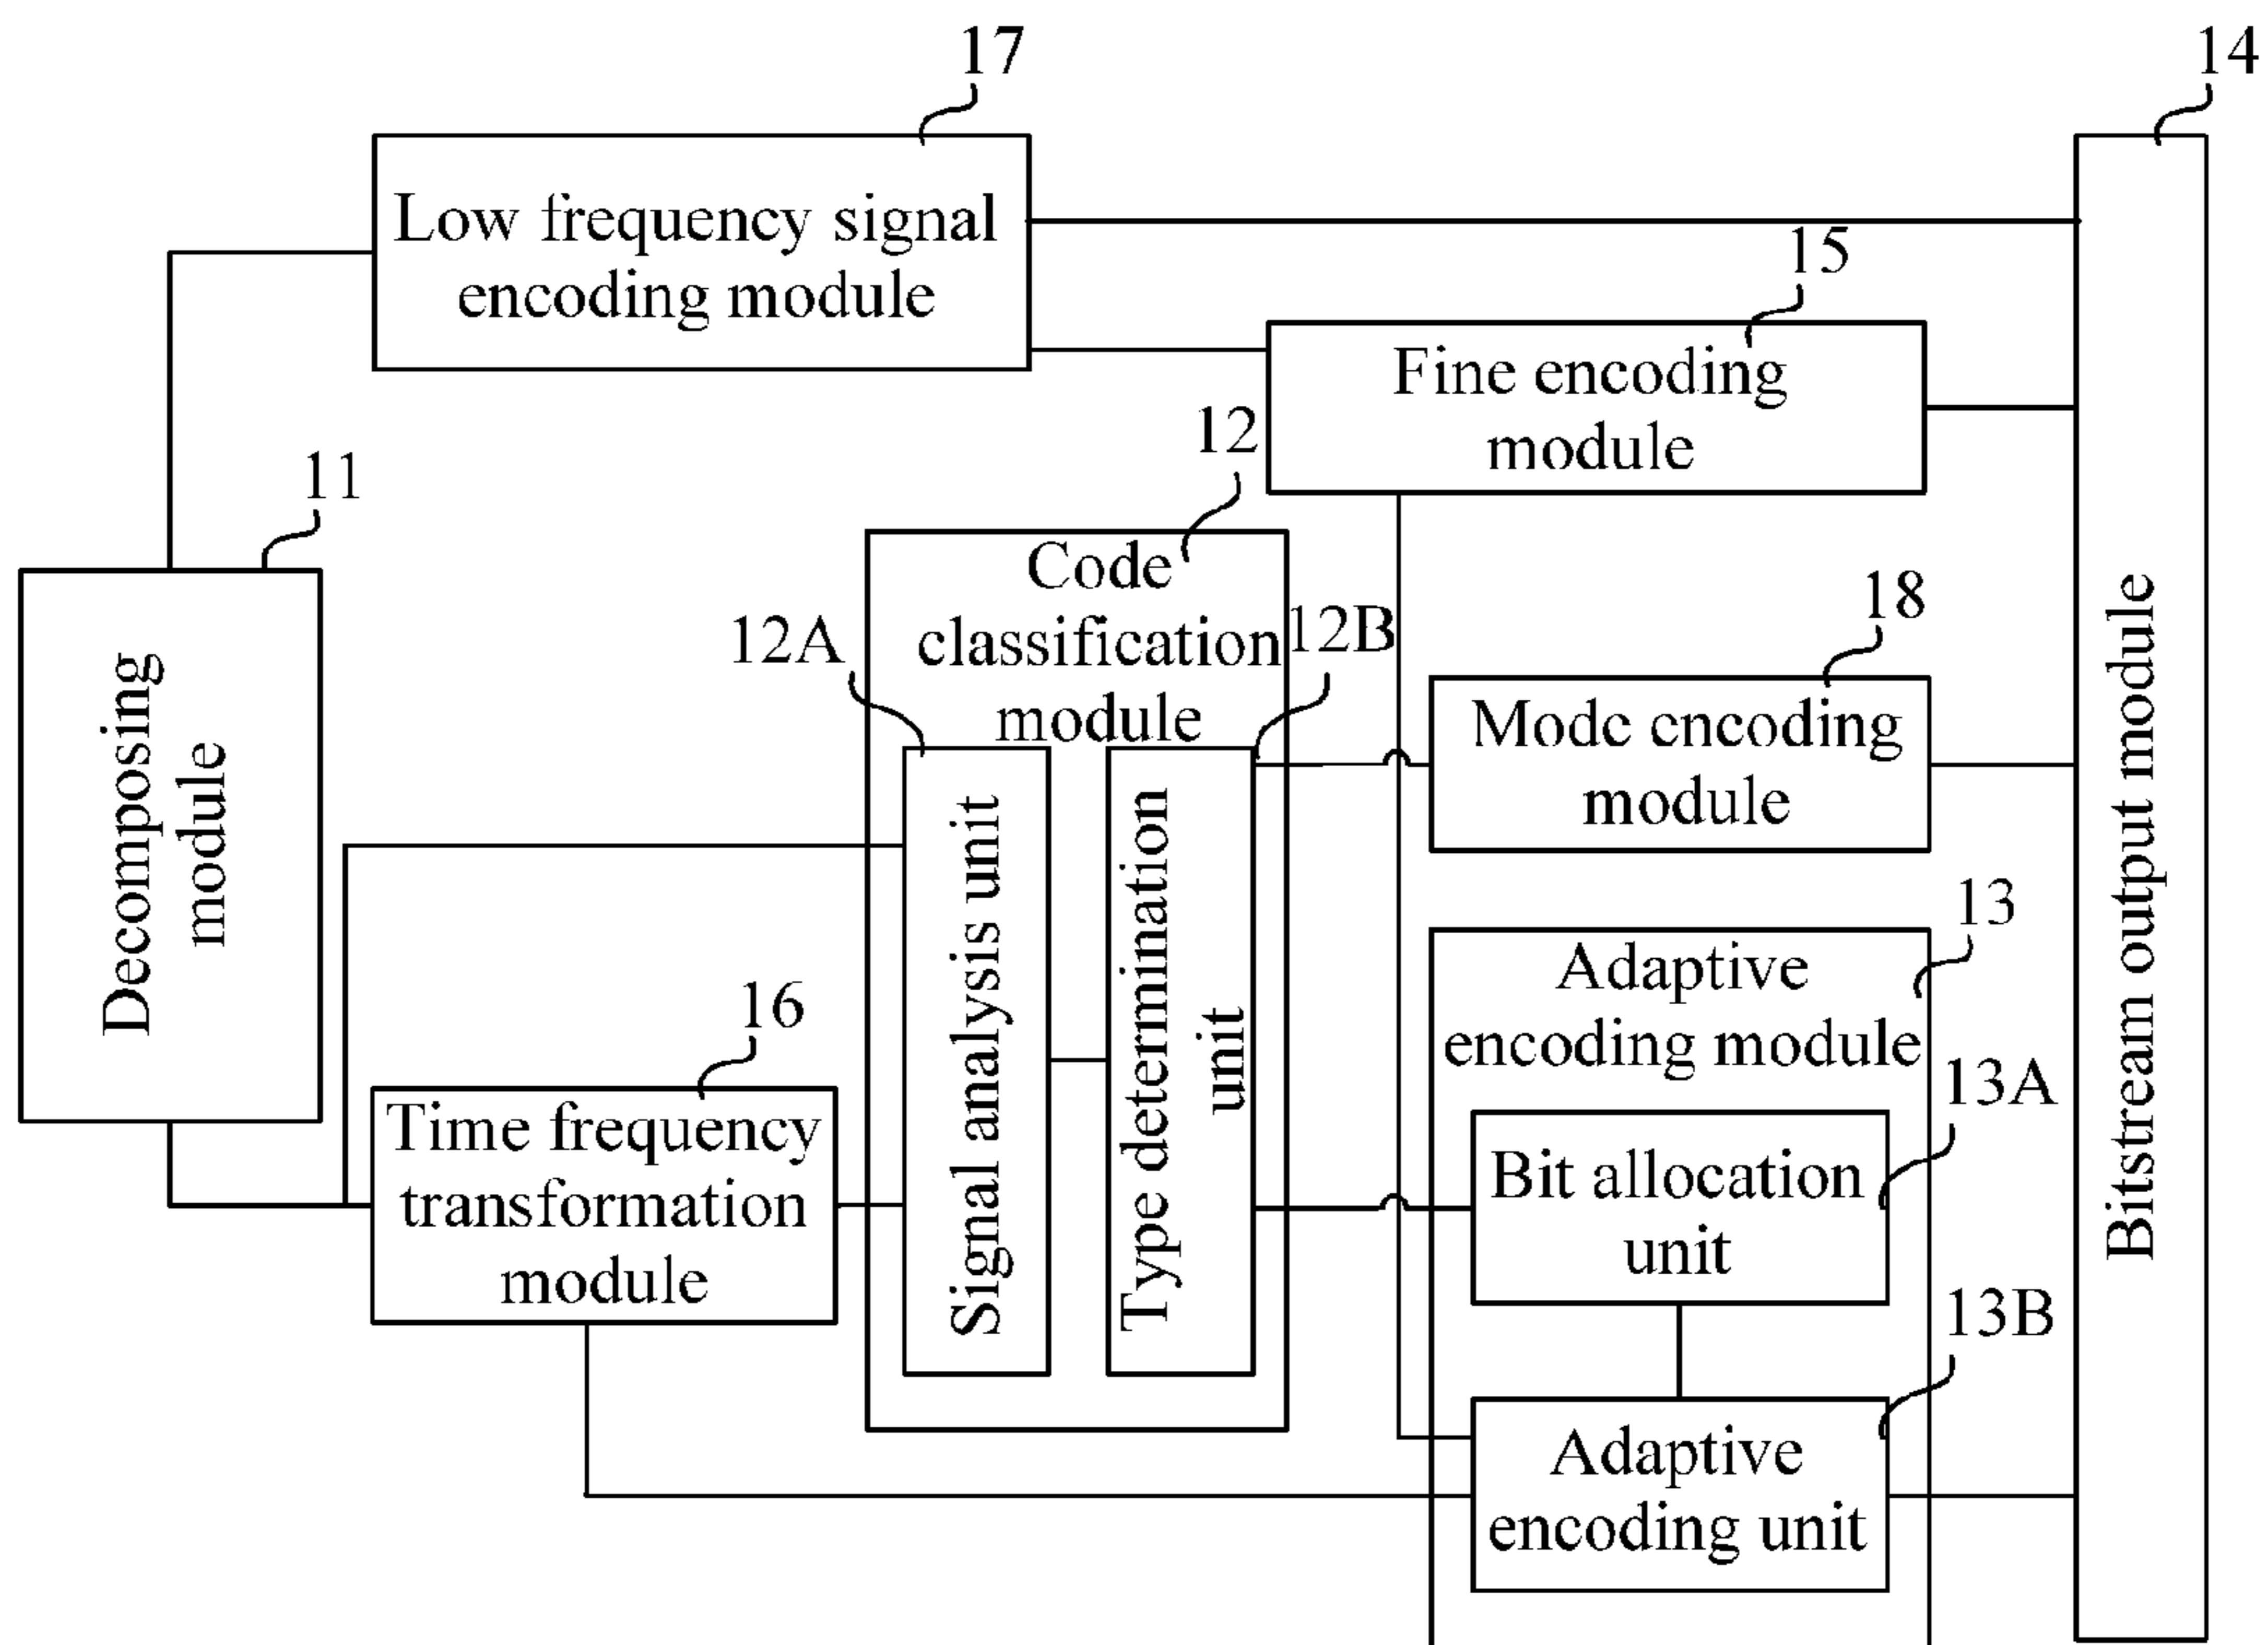 17
14
Low frequency signal
encoding module
15
Fine encoding
module
12
11
Code
classification
module
12A
12B
18
Mode encoding
module
Decomposing
module
Signal analysis unit
Type determination
unit
13
Adaptive
encoding module
16
Time frequency
transformation
module
13A
Bit allocation
unit
13B
Adaptive
encoding unit
Bitstream output module